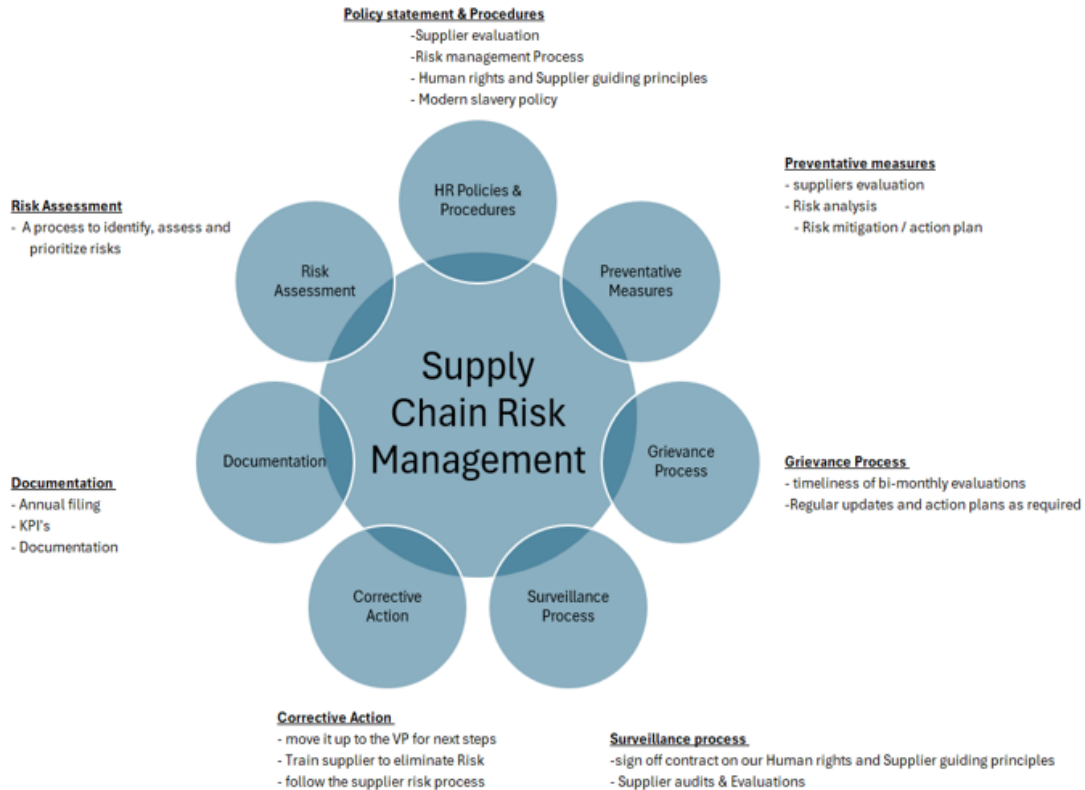 Policy statement & Procedures
-Supplier evaluation
-Risk management Process
- Human rights and Supplier guiding principles
- Modern slavery policy
HR Policies &
Procedures
Preventative measures
- suppliers evaluation
- Risk analysis
- Risk mitigation / action plan
Risk Assessment
- A process to identify, assess and
prioritize risks
Risk
Assessment
Preventative
Measures
Supply
Chain Risk
Management
Documentation
Grievance
Process
Grievance Process
- timeliness of bi-monthly evaluations
-Regular updates and action plans as required
Documentation
- Annual filing
- KPI's
- Documentation
Corrective
Action
Surveillance
Process
Corrective Action
- move it up to the VP for next steps
- Train supplier to eliminate Risk
- follow the supplier risk process
Surveillance process
-sign off contract on our Human rights and Supplier guiding principles
- Supplier audits & Evaluations